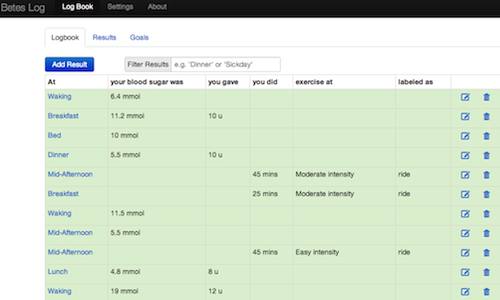 Betes Log Log Book Settings About
Logbook Results Goals
Add Result Filter Results e.g. 'Dinner' or 'Sickday'
At your blood sugar was you gave you did exercise at labeled as
Waking 6.4 mmol
Breakfast 11.2 mmol 10 u
Bed 10 mmol
Dinner 5.5 mmol 10 u
Mid-Afternoon 45 mins Moderate intensity ride
Breakfast 25 mins Moderate intensity ride
Waking 11.5 mmol
Mid-Afternoon 5.5 mmol
Mid-Afternoon 45 mins Easy intensity ride
Lunch 4.8 mmol 8 u
Waking 19 mmol 12 u